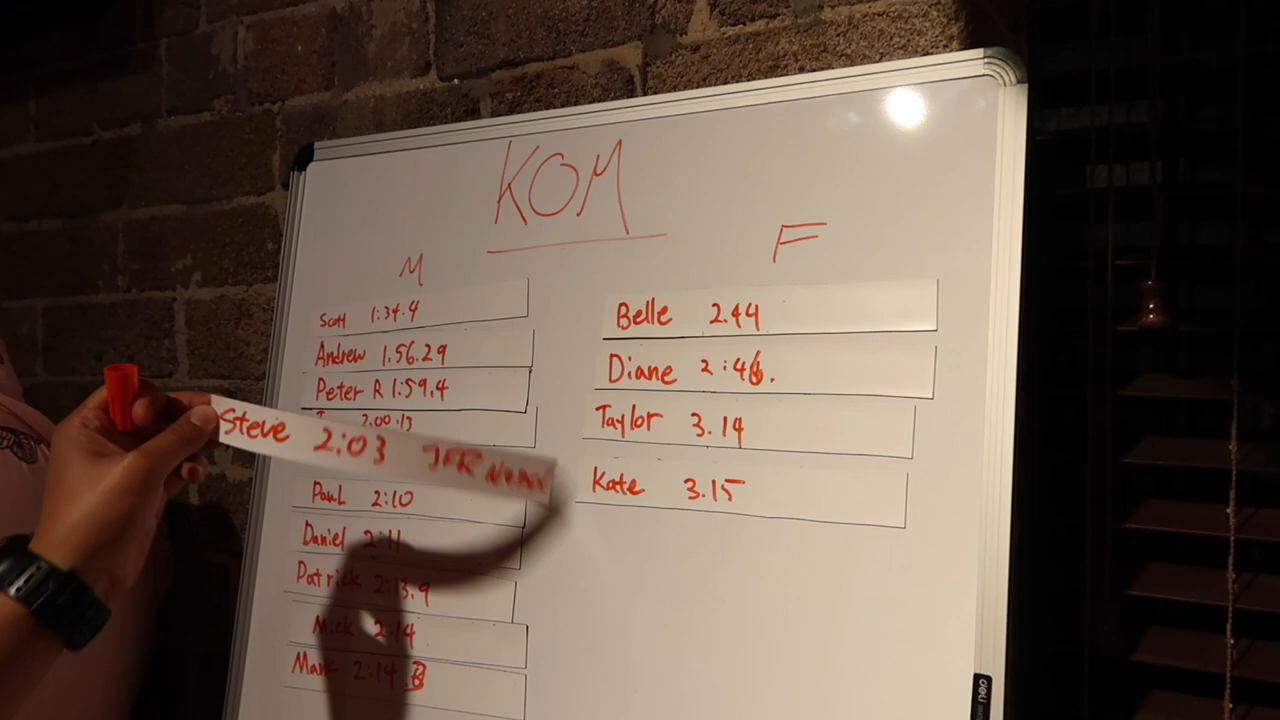 KOM
M
Scott 1:34.4
Andrew 1.56.29
Peter R 1:59.4
2.00.13
Steve 2:03 JFR
Paul 2:10
Daniel 2:11
Patrick 2:13.9
Mick 2:14
Mark 2:14.B
F
Belle 2.44
Diane 2:46.
Taylor 3.14
Kate 3.15
deli